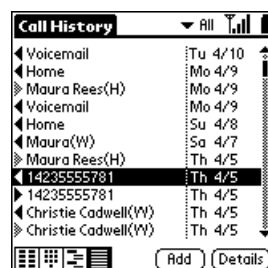 Call History All
Voicemail Tu 4/10
Home Mo 4/9
Maura Rees(H) Mo 4/9
Voicemail Mo 4/9
Home Su 4/8
Maura(W) Sa 4/7
Maura Rees(H) Th 4/5
14235555781 Th 4/5
14235555781 Th 4/5
Christie Cadwell(W) Th 4/5
Christie Cadwell(W) Th 4/5
Add Details